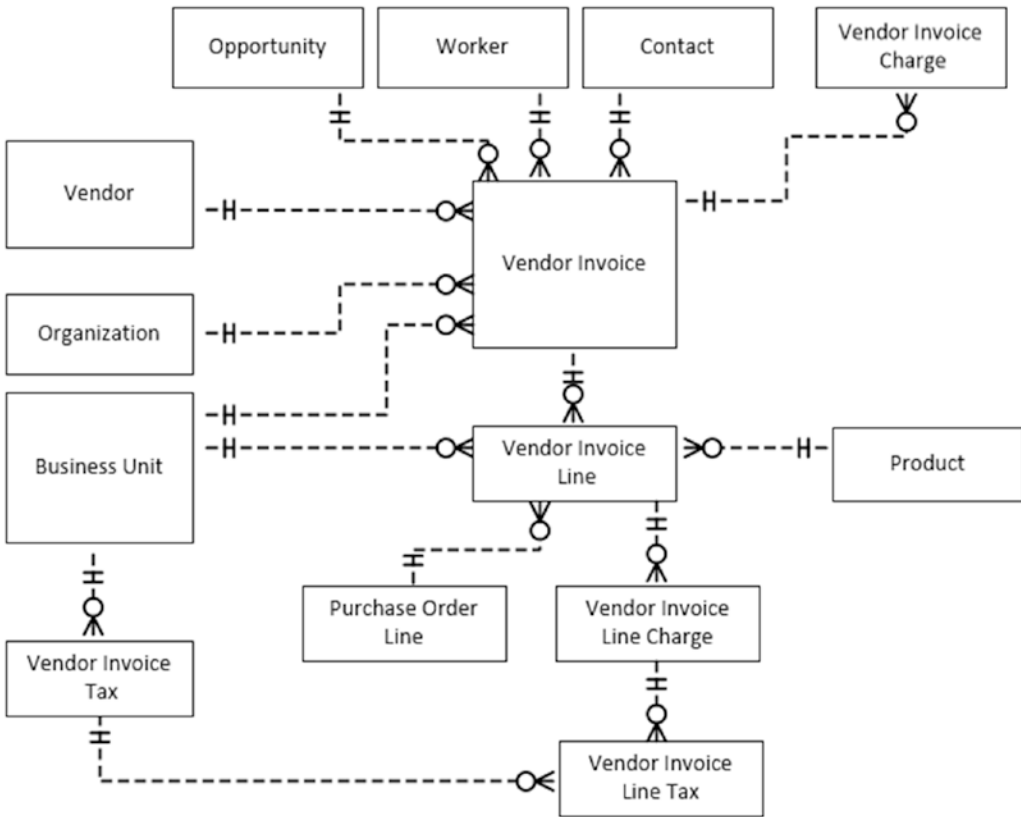 Opportunity
Worker
Contact
Vendor Invoice
Charge
Vendor
Vendor Invoice
Organization
Business Unit
Vendor Invoice
Line
Product
Purchase Order
Line
Vendor Invoice
Line Charge
Vendor Invoice
Tax
Vendor Invoice
Line Tax